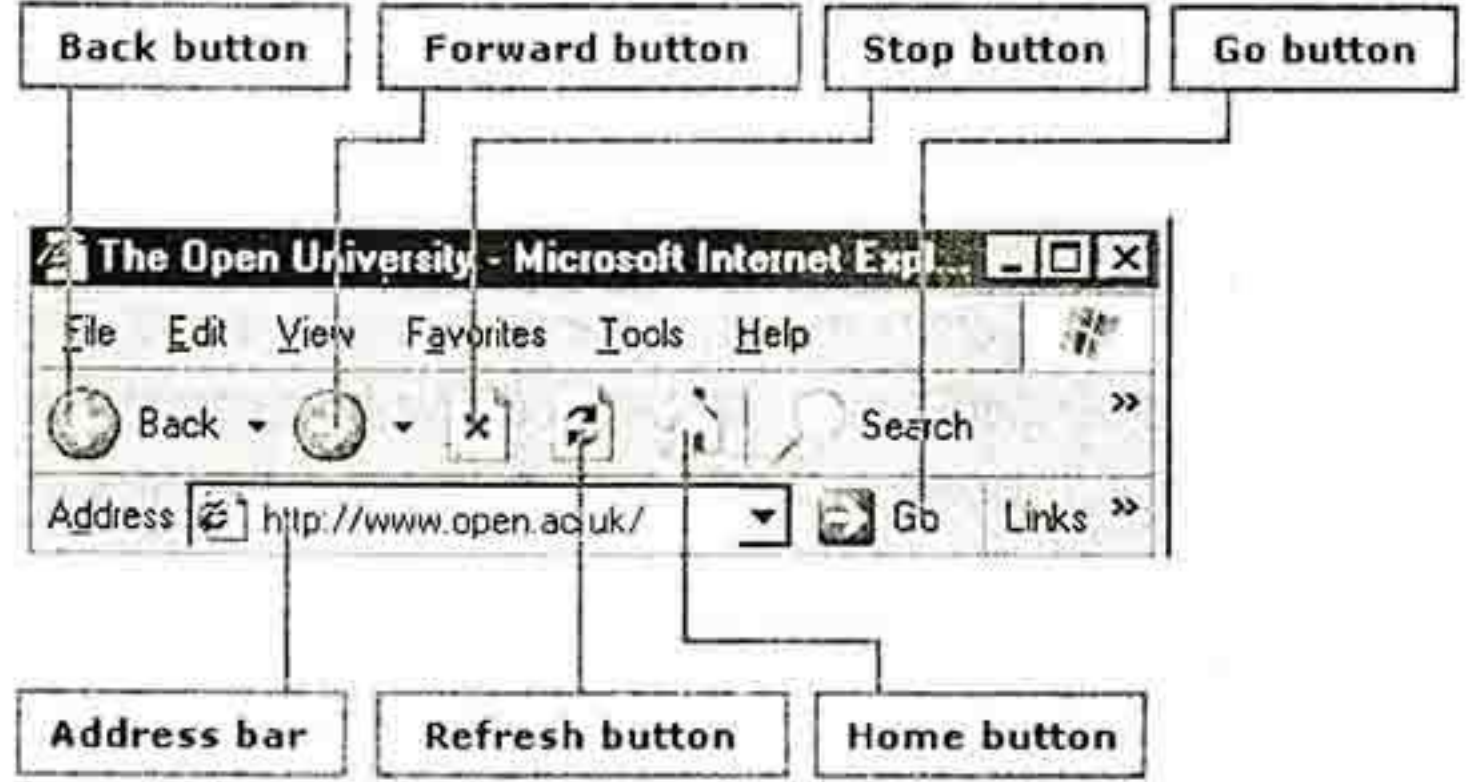 Back button Forward button Stop button Go button
The Open University - Microsoft Internet Expl...
File Edit View Favorites Tools Help
Back Search »
Address http://www.open.ac.uk/ Go Links »
Address bar Refresh button Home button